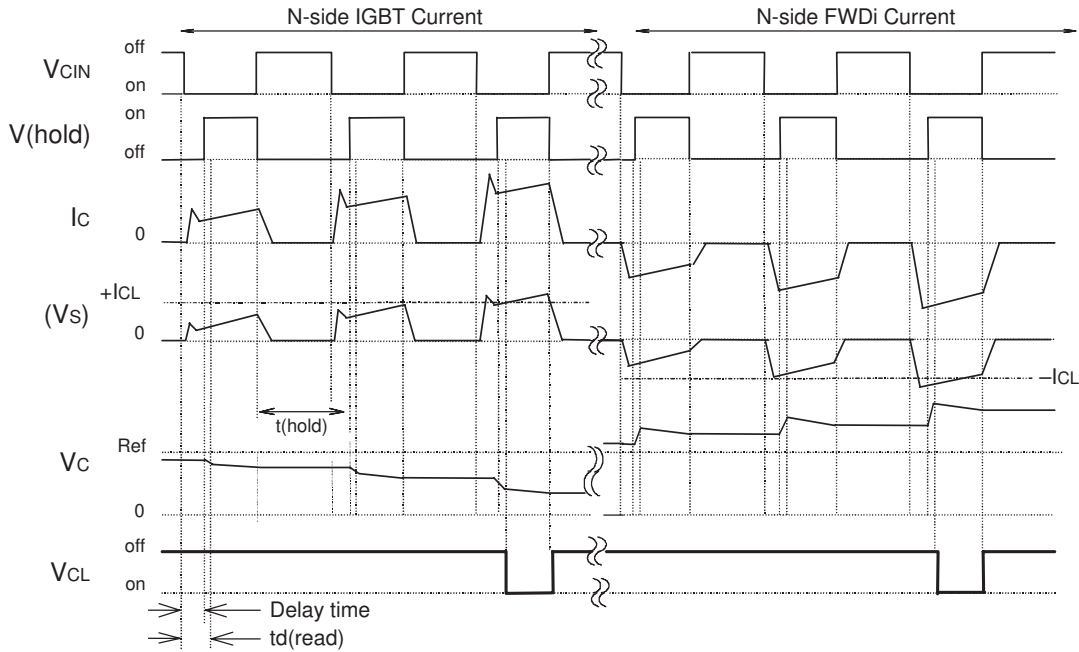 N-side IGBT Current
N-side FWDi Current
VCIN
off
on
V(hold)
on
off
IC
0
+ICL
(VS)
0
–ICL
t(hold)
Ref
VC
0
VCL
off
on
Delay time
td(read)